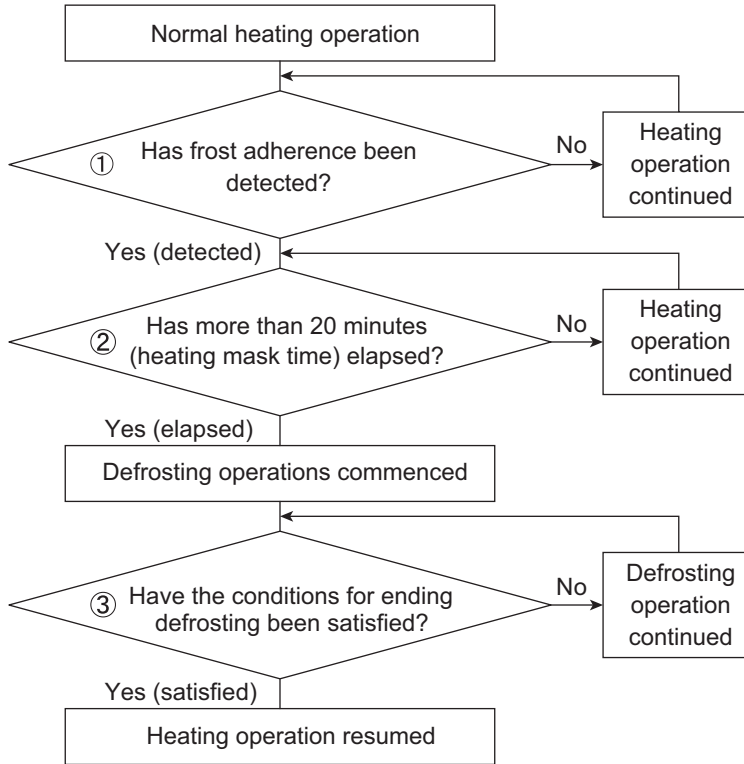 Normal heating operation
① Has frost adherence been
detected?
No
Heating
operation
continued
Yes (detected)
② Has more than 20 minutes
(heating mask time) elapsed?
No
Heating
operation
continued
Yes (elapsed)
Defrosting operations commenced
③ Have the conditions for ending
defrosting been satisfied?
No
Defrosting
operation
continued
Yes (satisfied)
Heating operation resumed